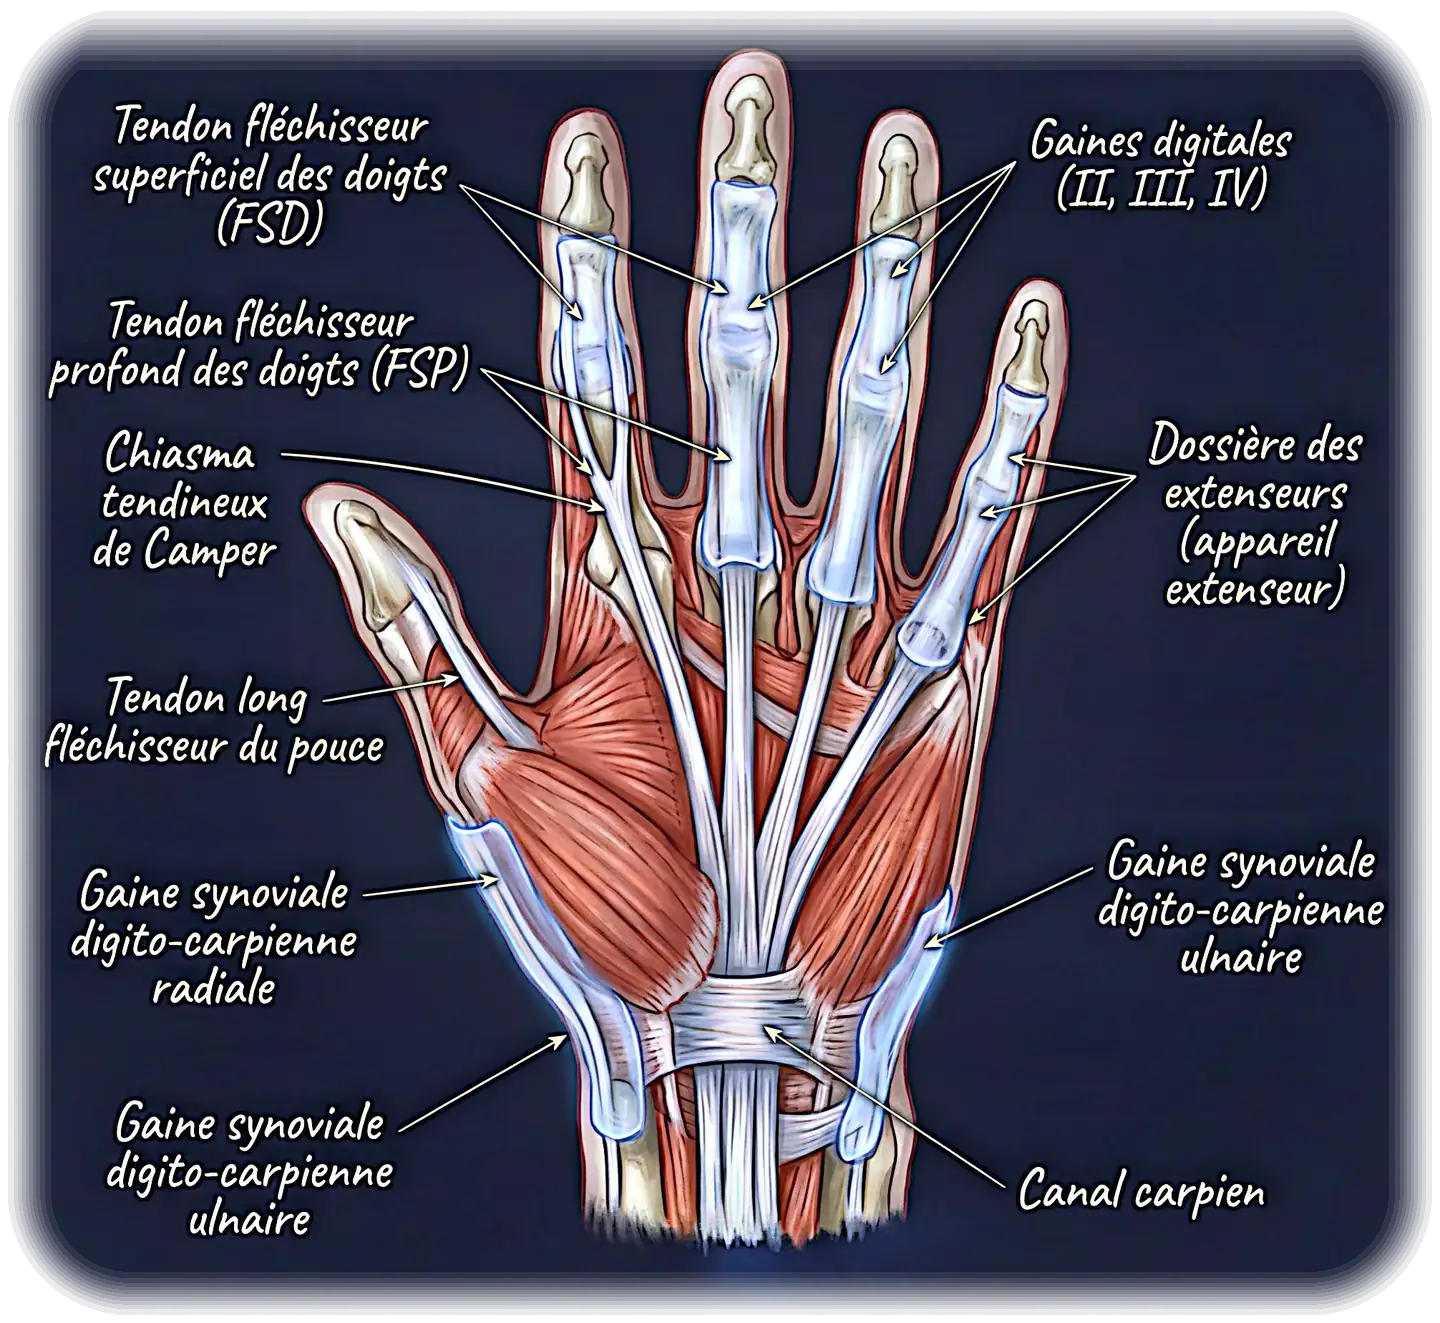 Tendon fléchisseur
superficiel des doigts
(FSD)
Tendon fléchisseur
profond des doigts (FSP)
Chiasma
tendineux
de Camper
Tendon long
fléchisseur du pouce
Gaine synoviale
digito-carpienne
radiale
Gaine synoviale
digito-carpienne
ulnaire
Gaines digitales
(II, III, IV)
Dossière des
extenseurs
(appareil
extenseur)
Gaine synoviale
digito-carpienne
ulnaire
Canal carpien